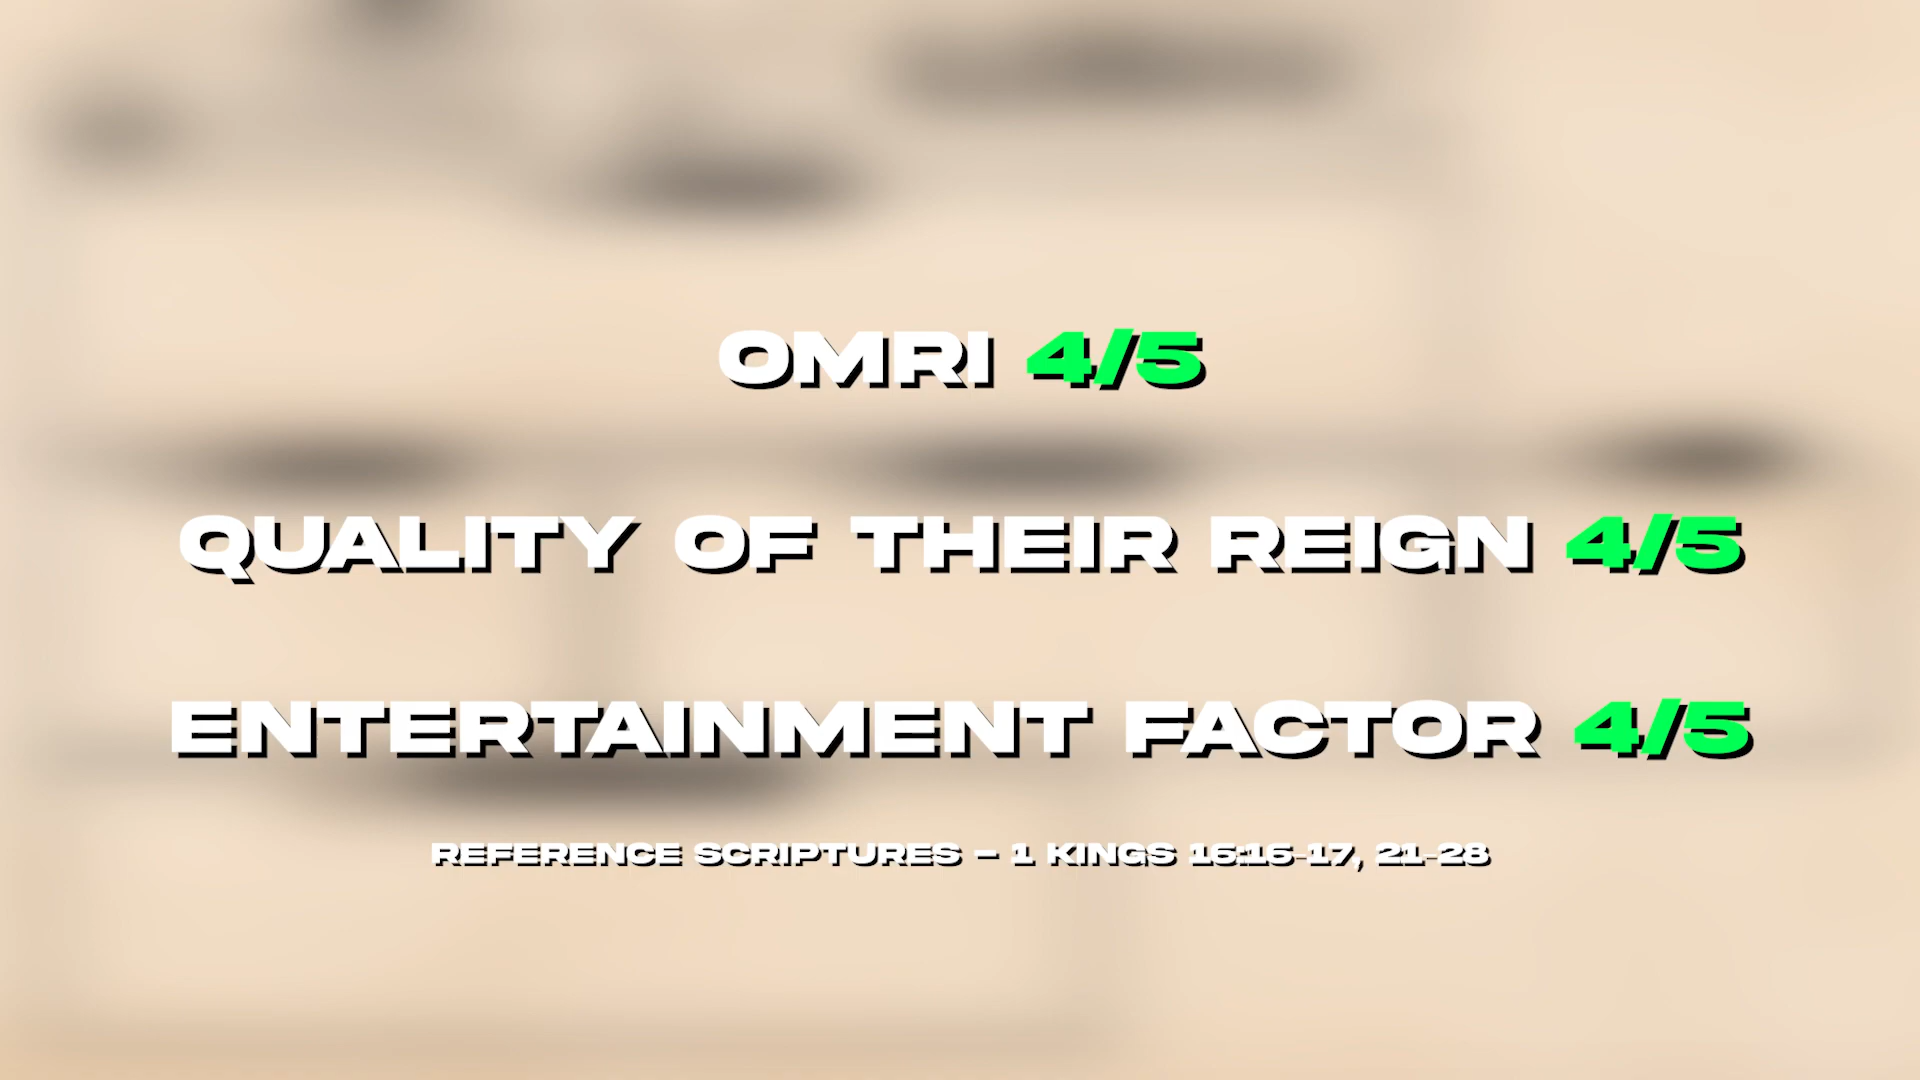 OMRI 4/5
QUALITY OF THEIR REIGN 4/5
ENTERTAINMENT FACTOR 4/5
REFERENCE SCRIPTURES - 1 KINGS 16:16-17, 21-28